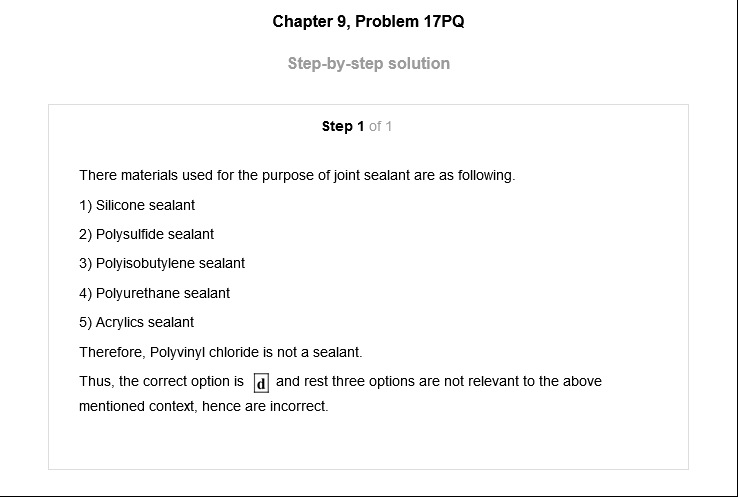 Chapter 9, Problem 17PQ
Step-by-step solution
Step 1 of 1
There materials used for the purpose of joint sealant are as following.
1) Silicone sealant
2) Polysulfide sealant
3) Polyisobutylene sealant
4) Polyurethane sealant
5) Acrylics sealant
Therefore, Polyvinyl chloride is not a sealant.
Thus, the correct option is d and rest three options are not relevant to the above
mentioned context, hence are incorrect.